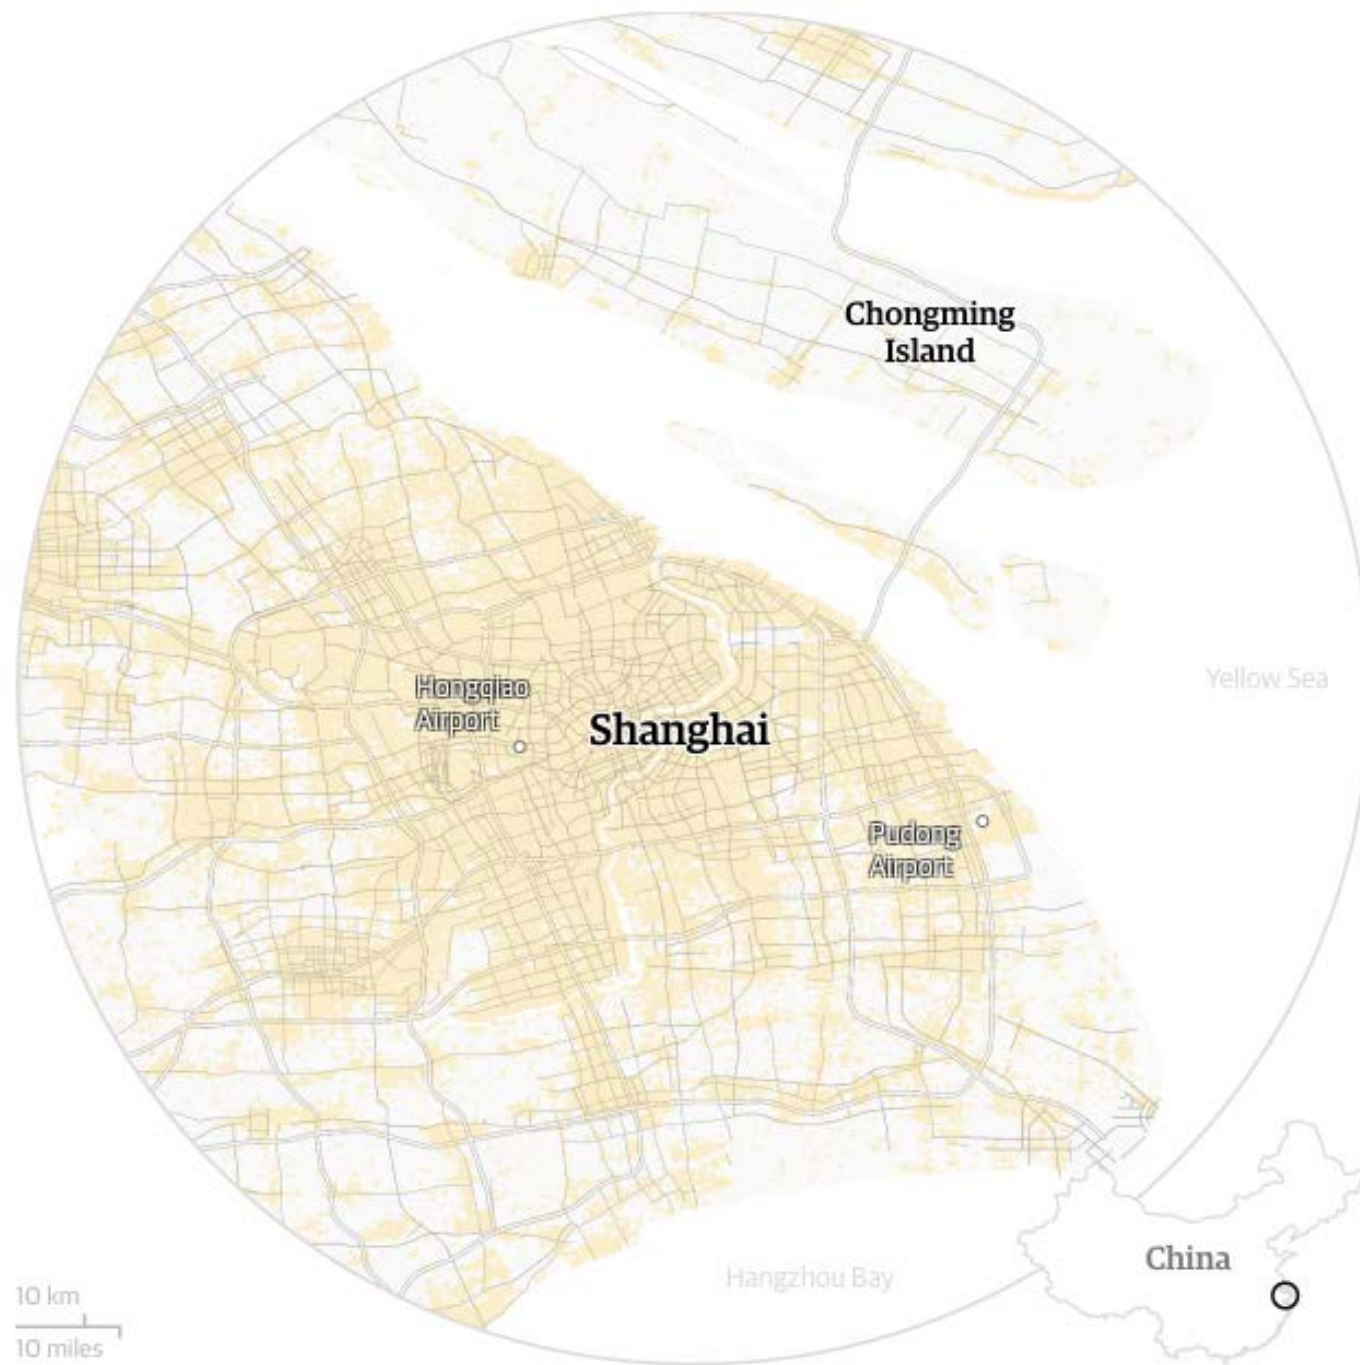 Chongming
Island
Yellow Sea
Hongqiao
Airport
Shanghai
Pudong
Airport
China
Hangzhou Bay
10 km
10 miles